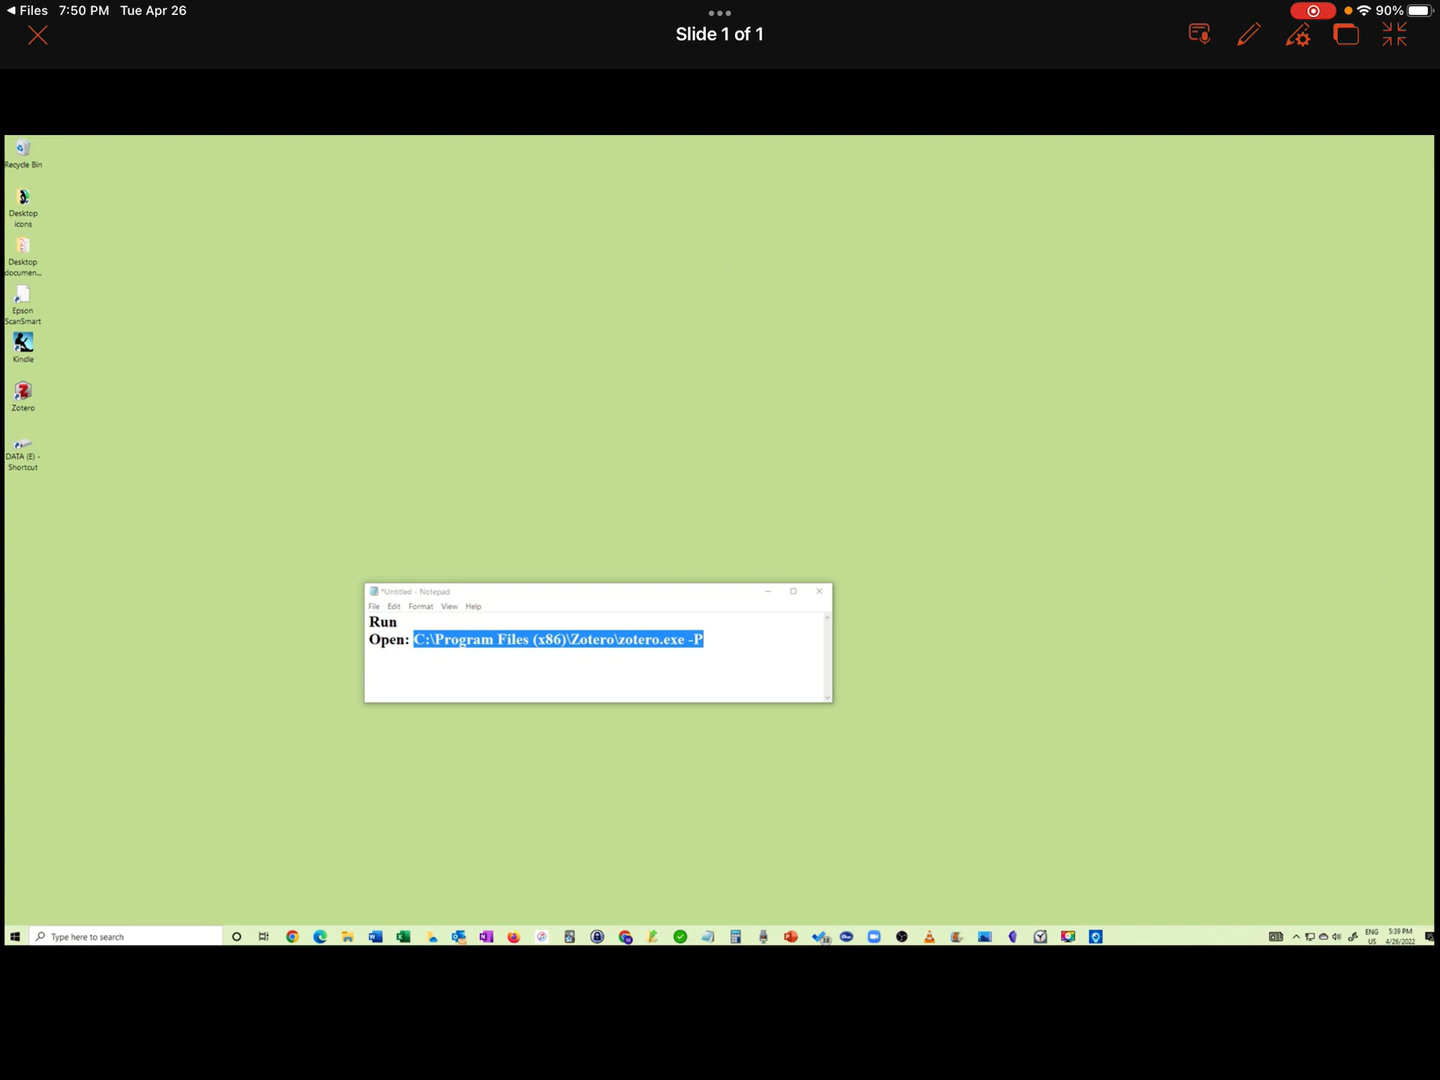 ◀ Files 7:50 PM Tue Apr 26
90%
Slide 1 of 1
Recycle Bin
Desktop
icons
Desktop
documen...
Epson
ScanSmart
Kindle
Zotero
DATA (E) -
Shortcut
*Untitled - Notepad
File Edit Format View Help
Run
Open: C:\Program Files (x86)\Zotero\zotero.exe -P
Type here to search
ENG
US
5:39 PM
4/26/2022